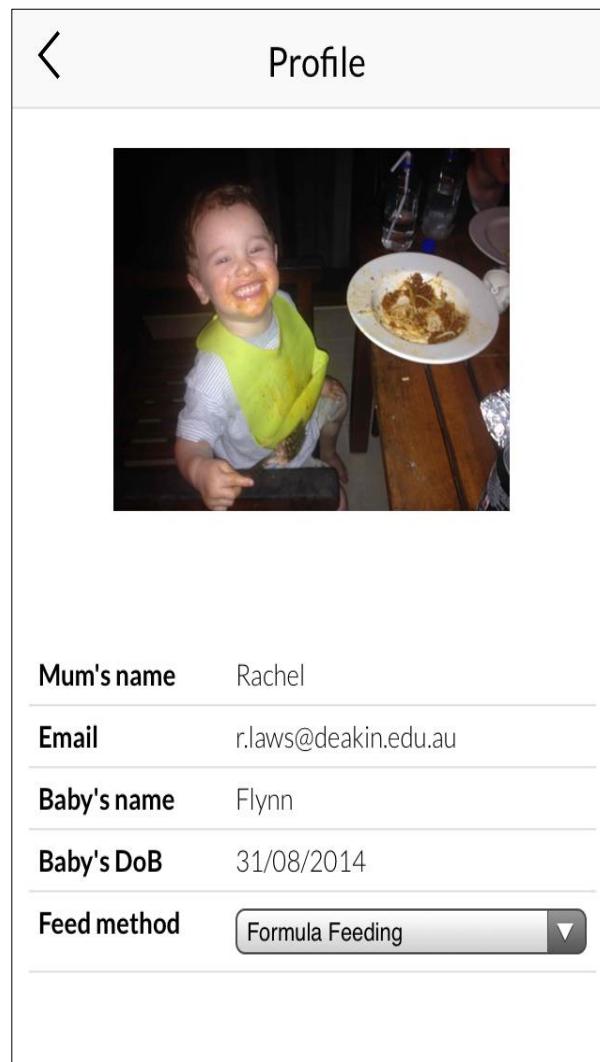 Profile
Mum's name Rachel
Email r.laws@deakin.edu.au
Baby's name Flynn
Baby's DoB 31/08/2014
Feed method Formula Feeding